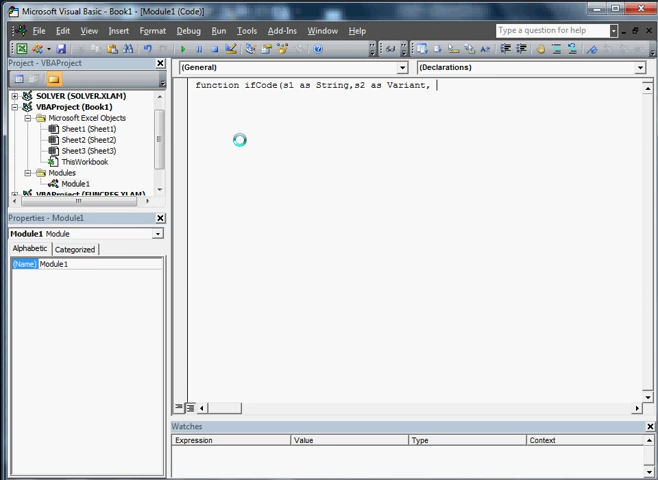 Microsoft Visual Basic - Book1 - [Module1 (Code)]
File Edit View Insert Format Debug Run Tools Add-Ins Window Help
Type a question for help
Project - VBAProject
SOLVER (SOLVER.XLAM)
VBAProject (Book1)
Microsoft Excel Objects
Sheet1 (Sheet1)
Sheet2 (Sheet2)
Sheet3 (Sheet3)
ThisWorkbook
Modules
Module1
VBAProject (FUNCRES.XLAM)
Properties - Module1
Module1 Module
Alphabetic Categorized
(Name) Module1
(General)
(Declarations)
function ifCode(s1 as String,s2 as Variant,
Watches
Expression Value Type Context